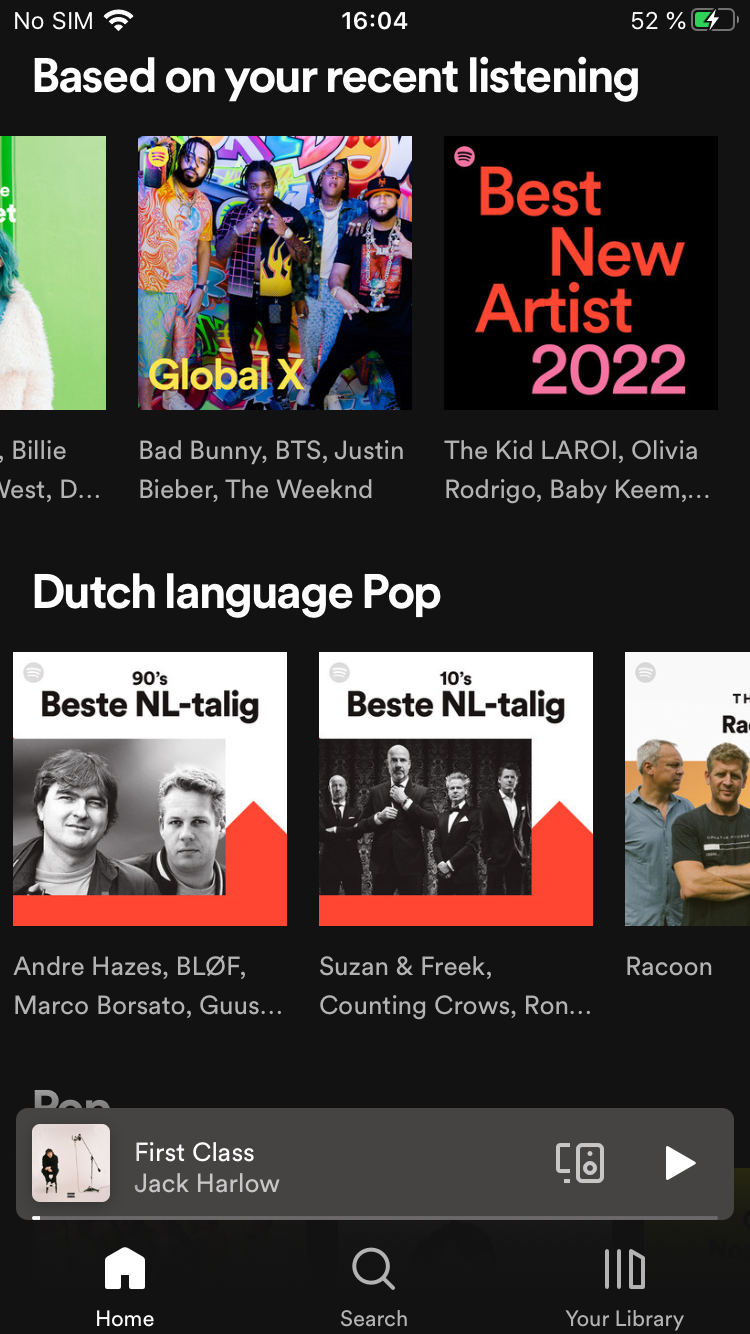 No SIM
16:04
52 %
Based on your recent listening
Global X
Best
New
Artist
2022
, Billie
West, D...
Bad Bunny, BTS, Justin
Bieber, The Weeknd
The Kid LAROI, Olivia
Rodrigo, Baby Keem,...
Dutch language Pop
90's
Beste NL-talig
10's
Beste NL-talig
TH
Ra
Andre Hazes, BLØF,
Marco Borsato, Guus...
Suzan & Freek,
Counting Crows, Ron...
Racoon
Pop
First Class
Jack Harlow
Home
Search
Your Library